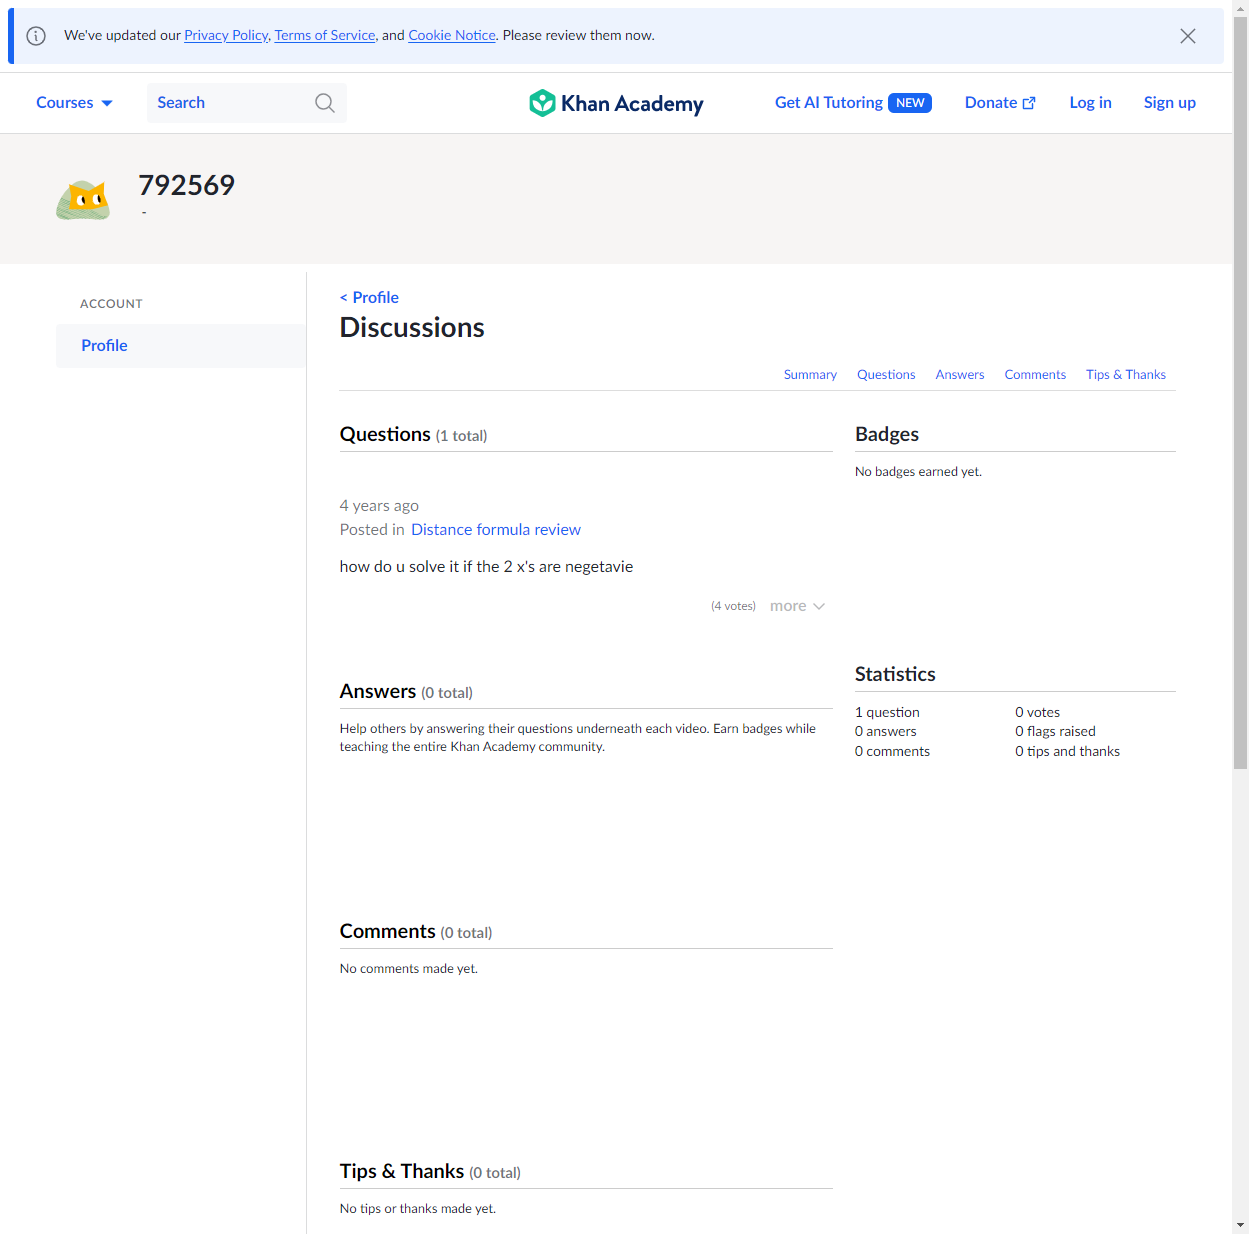 We've updated our Privacy Policy, Terms of Service, and Cookie Notice. Please review them now.
Courses
Search
Khan Academy
Get AI Tutoring NEW
Donate
Log in
Sign up
792569
-
ACCOUNT
Profile
< Profile
Discussions
Summary
Questions
Answers
Comments
Tips & Thanks
Questions (1 total)
4 years ago
Posted in Distance formula review
how do u solve it if the 2 x's are negetavie
(4 votes)
more
Answers (0 total)
Help others by answering their questions underneath each video. Earn badges while
teaching the entire Khan Academy community.
Comments (0 total)
No comments made yet.
Tips & Thanks (0 total)
No tips or thanks made yet.
Badges
No badges earned yet.
Statistics
1 question
0 votes
0 answers
0 flags raised
0 comments
0 tips and thanks